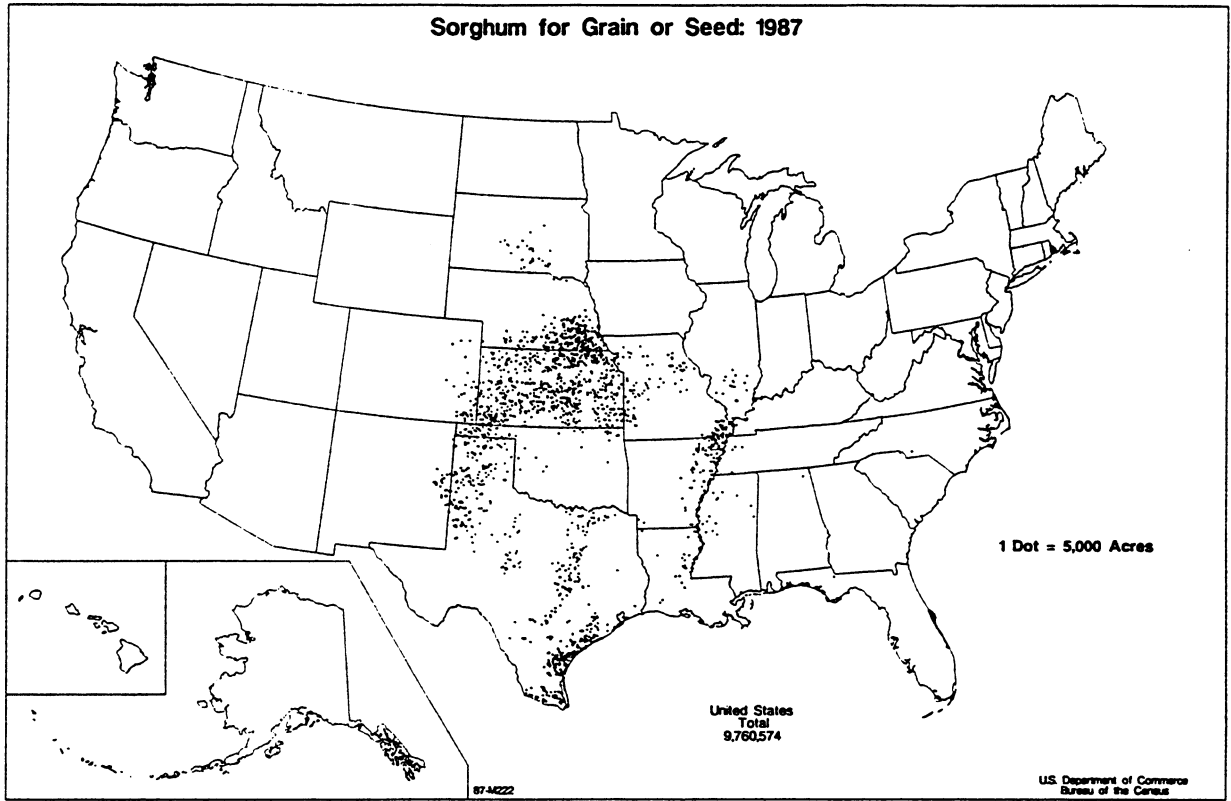 Sorghum for Grain or Seed: 1987
1 Dot = 5,000 Acres
United States
Total
9,760,574
87-M222
U.S. Department of Commerce
Bureau of the Census